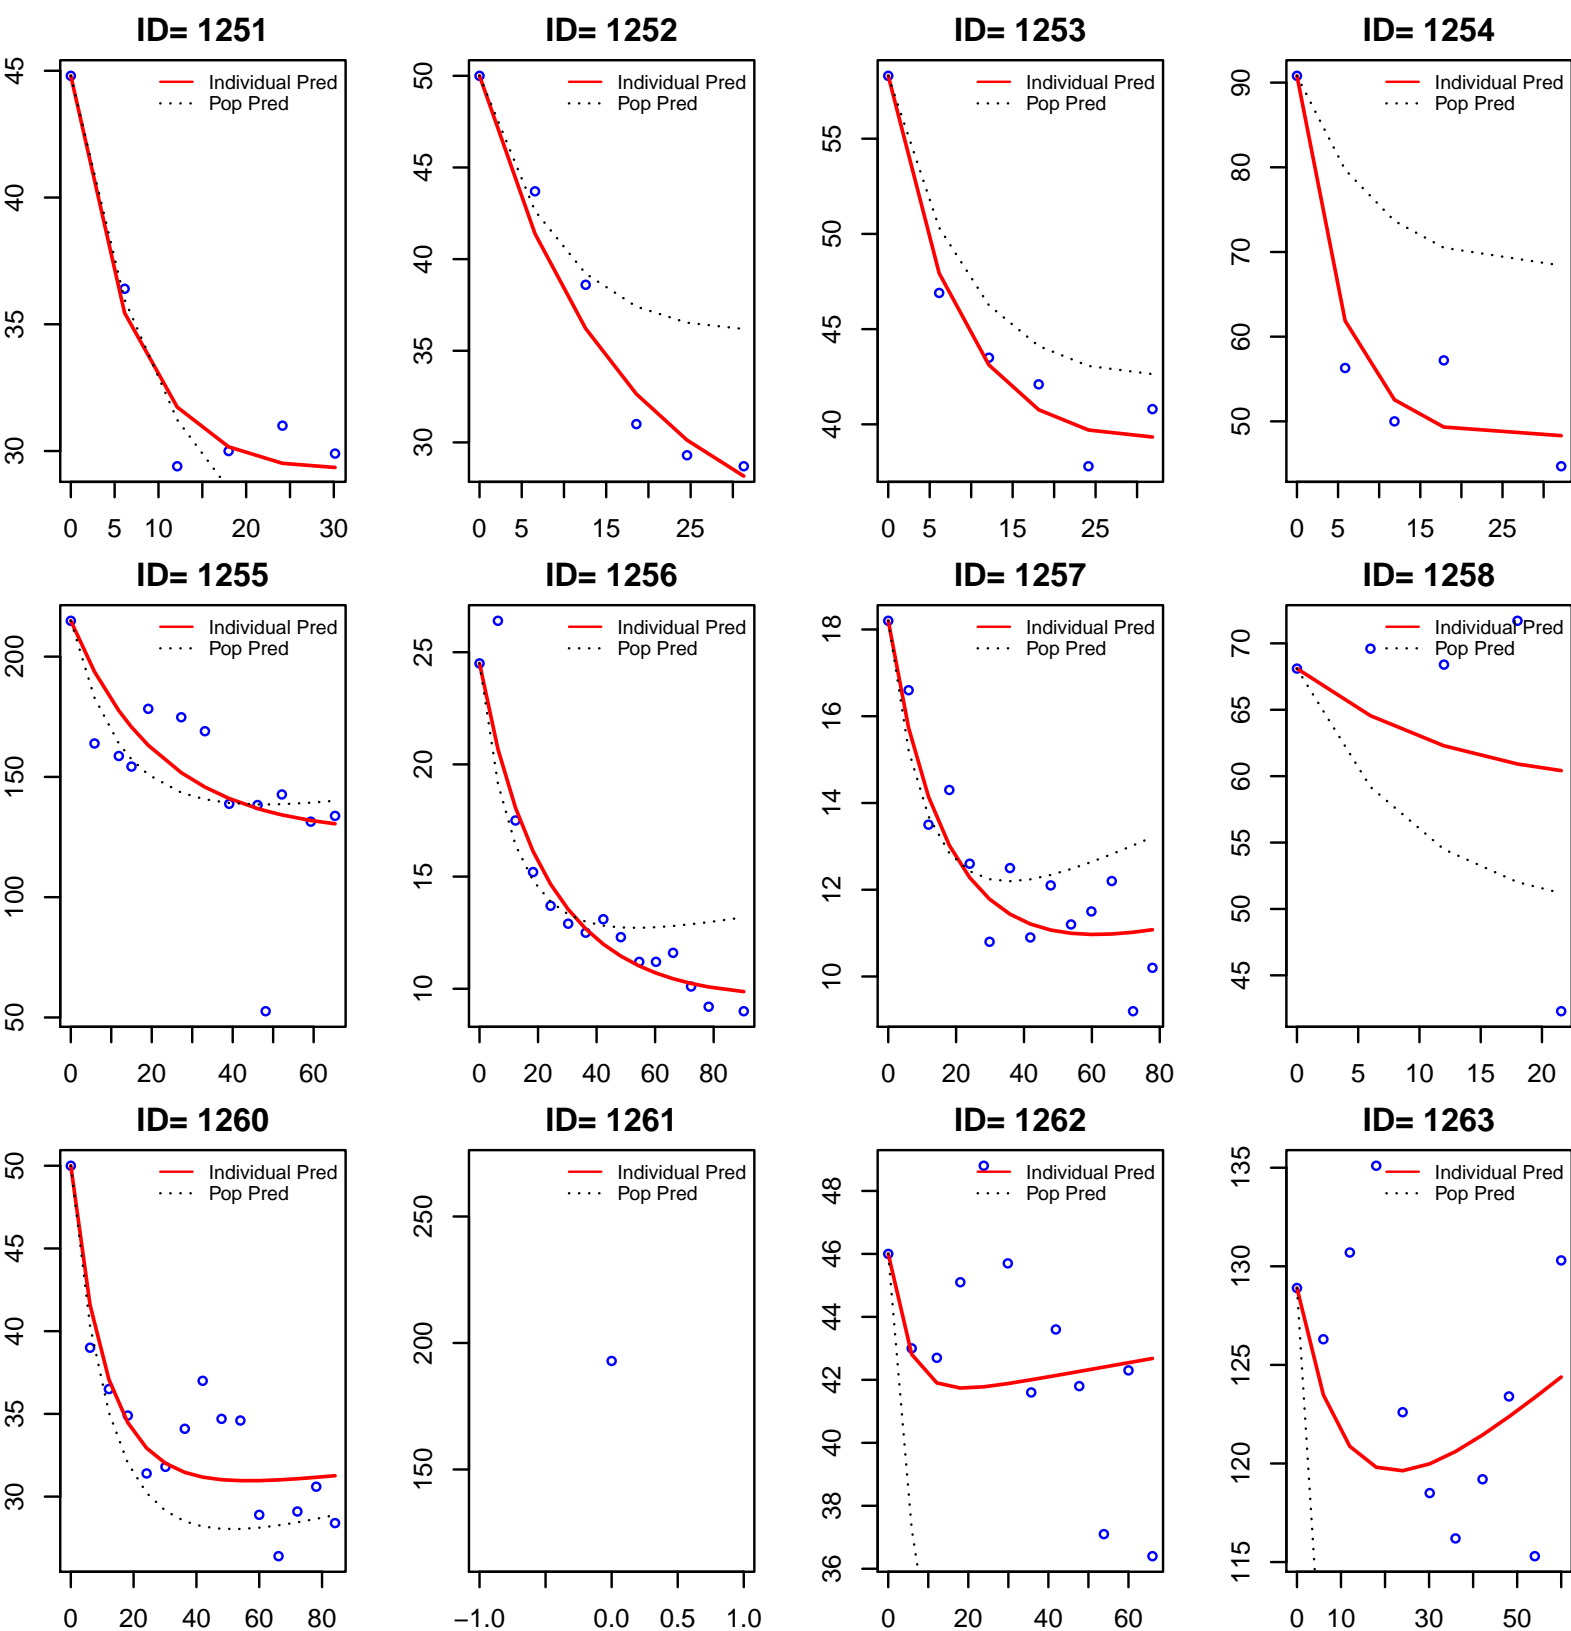 ID= 1251
Individual Pred
Pop Pred
45
40
35
30
0 5 10 20 30
ID= 1252
Individual Pred
Pop Pred
50
45
40
35
30
0 5 15 25
ID= 1253
Individual Pred
Pop Pred
55
50
45
40
0 5 15 25
ID= 1254
Individual Pred
Pop Pred
90
80
70
60
50
0 5 15 25
ID= 1255
Individual Pred
Pop Pred
200
150
100
50
0 20 40 60
ID= 1256
Individual Pred
Pop Pred
25
20
15
10
0 20 40 60 80
ID= 1257
Individual Pred
Pop Pred
18
16
14
12
10
0 20 40 60 80
ID= 1258
Individual Pred
Pop Pred
70
65
60
55
50
45
0 5 10 15 20
ID= 1260
Individual Pred
Pop Pred
50
45
40
35
30
0 20 40 60 80
ID= 1261
Individual Pred
Pop Pred
250
200
150
−1.0 0.0 0.5 1.0
ID= 1262
Individual Pred
Pop Pred
48
46
44
42
40
38
36
0 20 40 60
ID= 1263
Individual Pred
Pop Pred
135
130
125
120
115
0 10 30 50